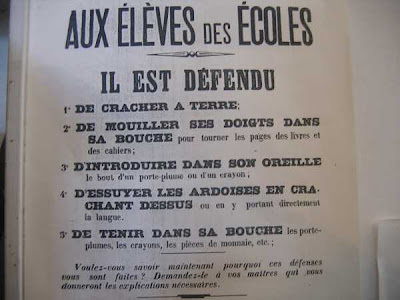 AUX ÉLÈVES DES ÉCOLES
IL EST DÉFENDU
1° DE CRACHER A TERRE;
2° DE MOUILLER SES DOIGTS DANS
SA BOUCHE pour tourner les pages des livres et
des cahiers;
3° D'INTRODUIRE DANS SON OREILLE
le bout d'un porte-plume ou d'un crayon;
4° D'ESSUYER LES ARDOISES EN CRA-
CHANT DESSUS ou en y portant directement
la langue.
5° DE TENIR DANS SA BOUCHE les porte-
plumes, les crayons, les pièces de monnaie, etc.;
Voulez-vous savoir maintenant pourquoi ces défenses
vous sont faites? Demandez-le à vos maîtres qui vous
donneront les explications nécessaires.